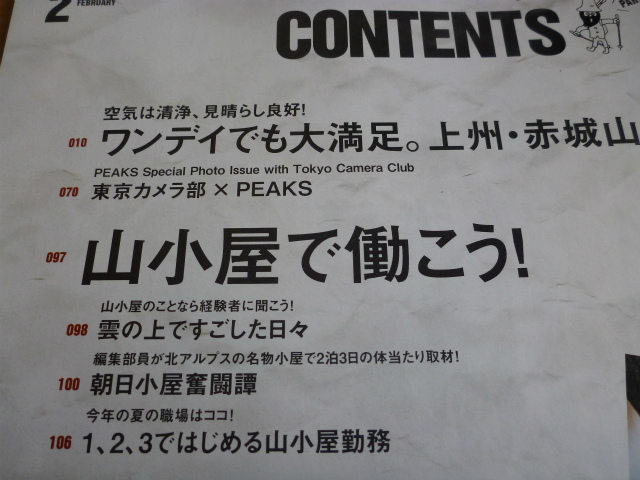 2 FEBRUARY
CONTENTS
空気は清浄、見晴らし良好!
010 ワンデイでも大満足。上州・赤城山
PEAKS Special Photo Issue with Tokyo Camera Club
070 東京カメラ部 × PEAKS
097 山小屋で働こう!
山小屋のことなら経験者に聞こう!
098 雲の上ですごした日々
編集部員が北アルプスの名物小屋で2泊3日の体当たり取材!
100 朝日小屋奮闘譚
今年の夏の職場はココ!
106 1、2、3ではじめる山小屋勤務